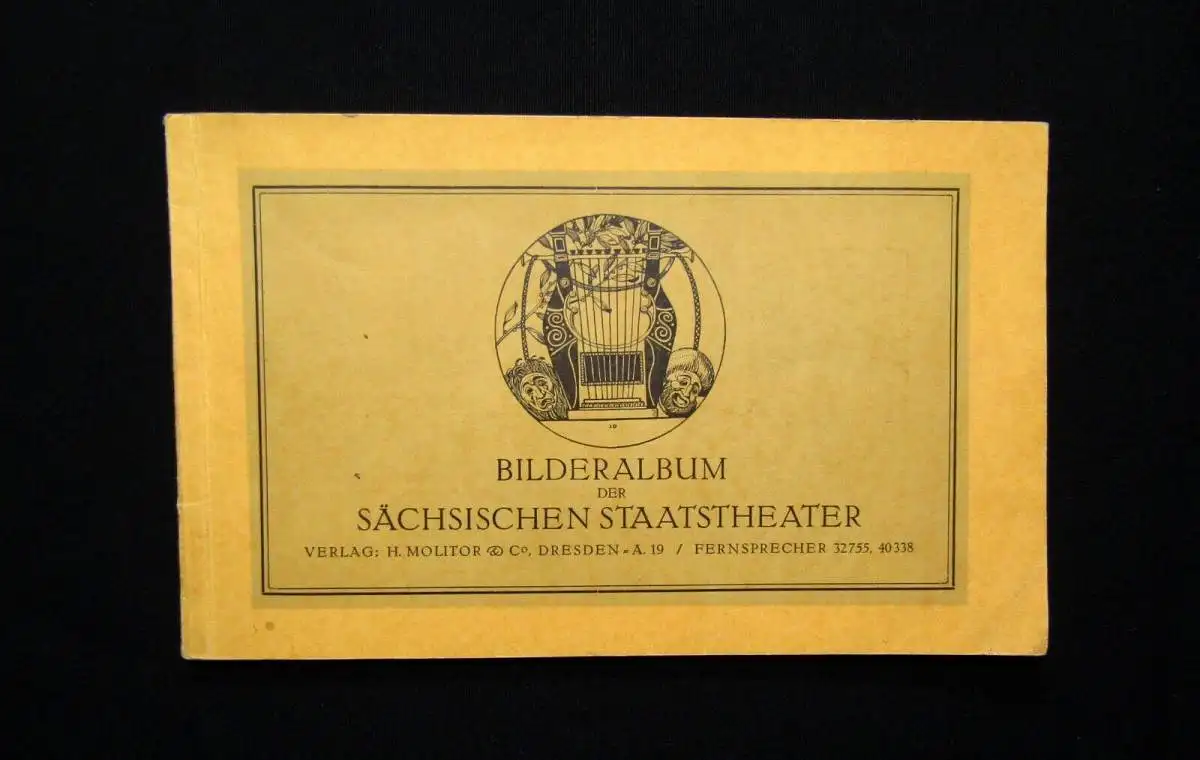 BILDERALBUM
DER
SÄCHSISCHEN STAATSTHEATER
VERLAG: H. MOLITOR & Co, DRESDEN-A. 19 / FERNSPRECHER 32755, 40338